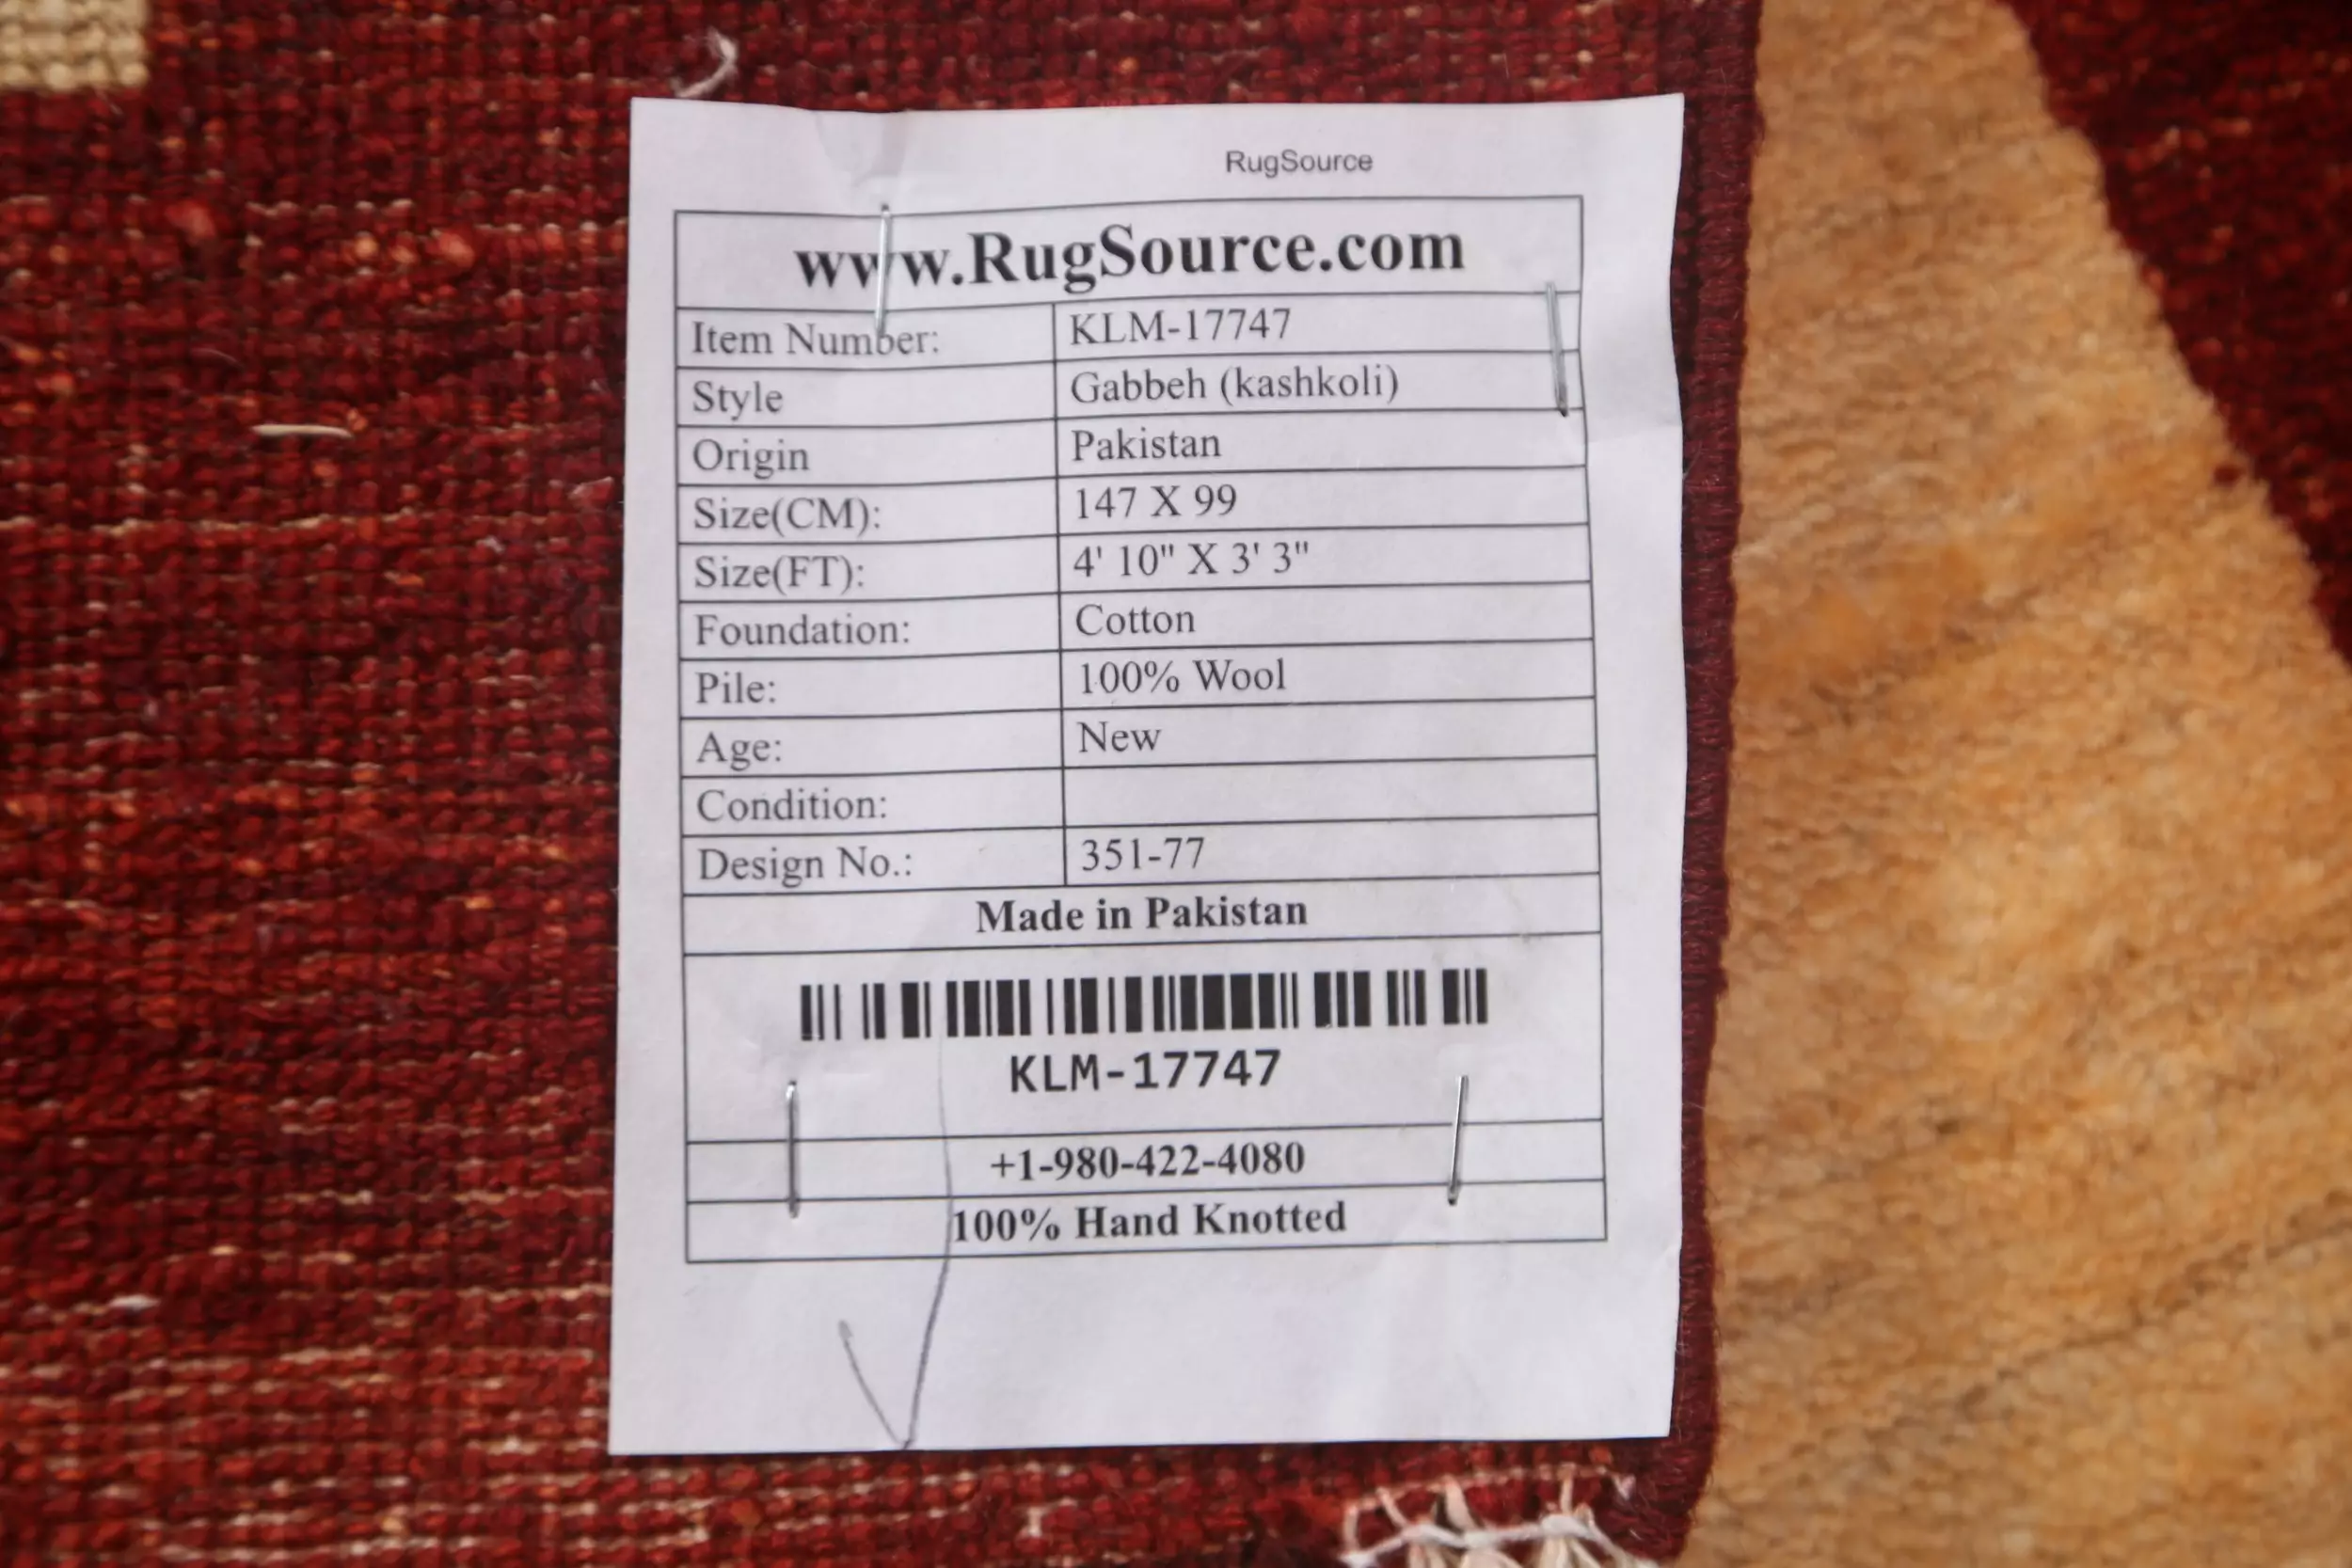 RugSource
www.RugSource.com
Item Number: KLM-17747
Style Gabbeh (kashkoli)
Origin Pakistan
Size(CM): 147 X 99
Size(FT): 4' 10" X 3' 3"
Foundation: Cotton
Pile: 100% Wool
Age: New
Condition:
Design No.: 351-77
Made in Pakistan
KLM-17747
+1-980-422-4080
100% Hand Knotted